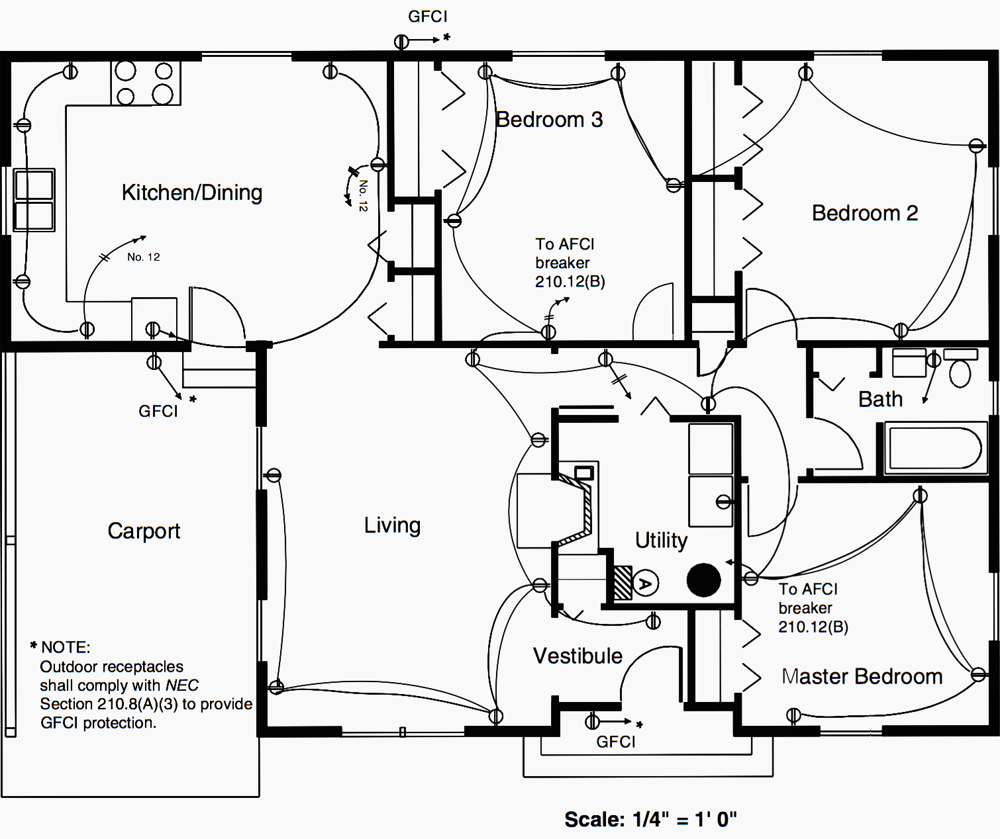 GFCI
*
Bedroom 3
Kitchen/Dining
No. 12
Bedroom 2
To AFCI
breaker
210.12(B)
No. 12
Bath
GFCI
*
Living
Carport
Utility
A
To AFCI
breaker
210.12(B)
* NOTE:
Outdoor receptacles
shall comply with NEC
Section 210.8(A)(3) to provide
GFCI protection.
Vestibule
Master Bedroom
*
GFCI
Scale: 1/4" = 1' 0"